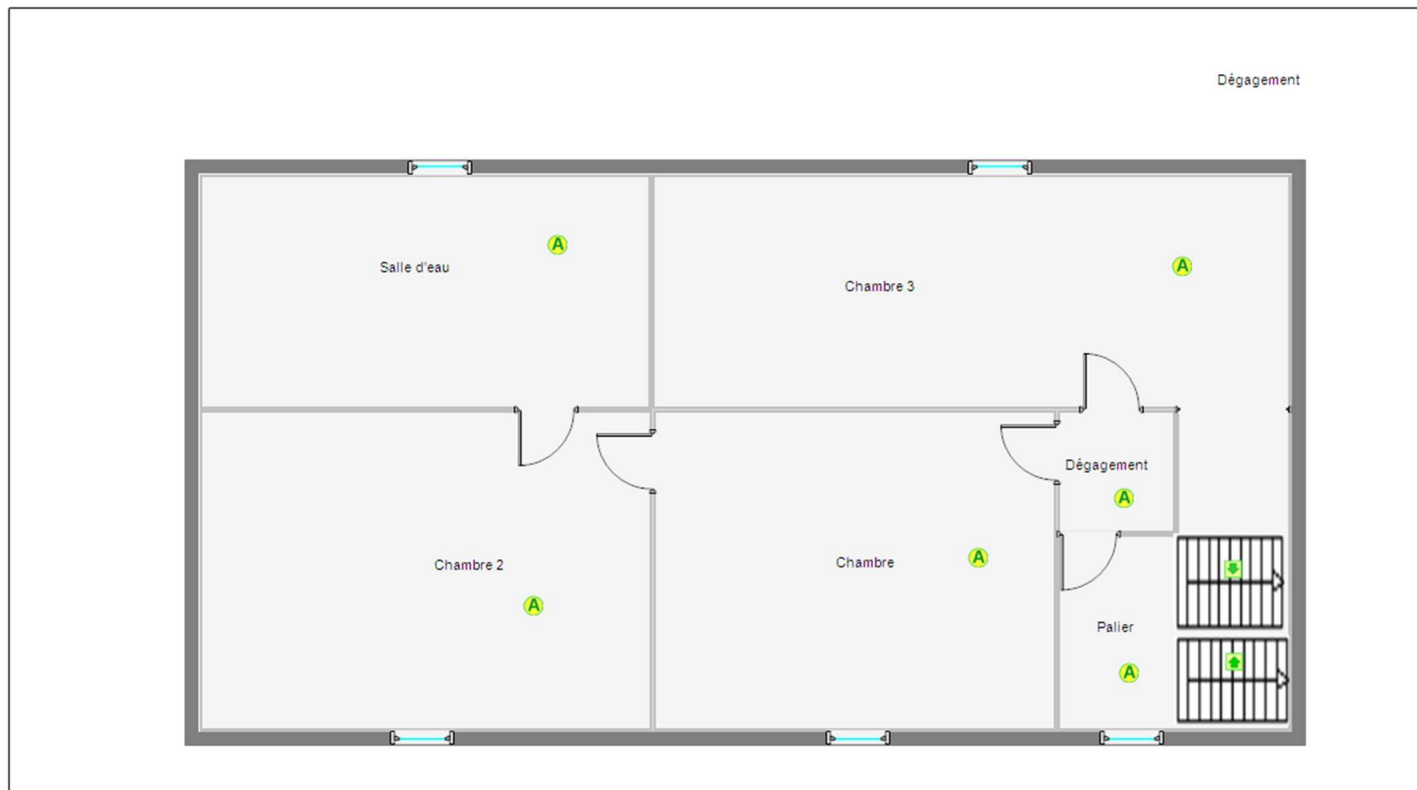 Dégagement
A
Salle d'eau
A
Chambre 3
Dégagement
A
Chambre
A
Chambre 2
A
Palier
A